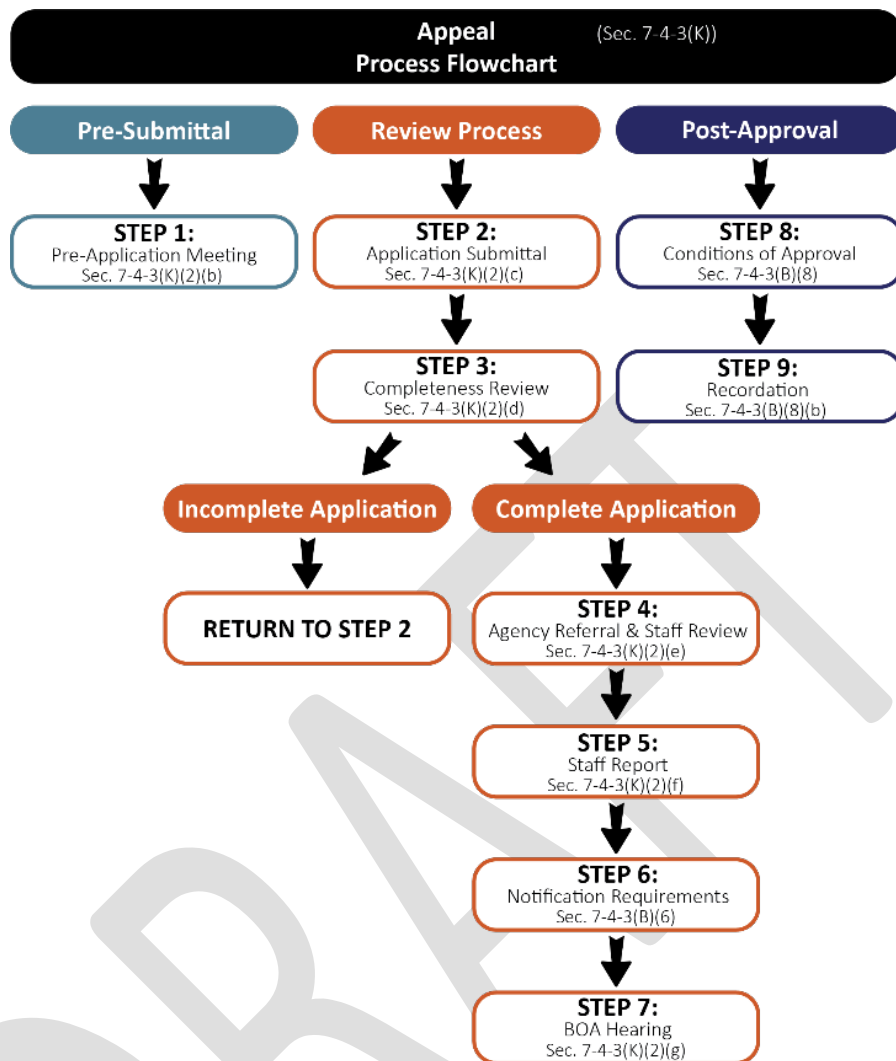 Appeal (Sec. 7-4-3(K))
Process Flowchart
Pre-Submittal
Review Process
Post-Approval
STEP 1:
Pre-Application Meeting
Sec. 7-4-3(K)(2)(b)
STEP 2:
Application Submittal
Sec. 7-4-3(K)(2)(c)
STEP 8:
Conditions of Approval
Sec. 7-4-3(B)(8)
STEP 3:
Completeness Review
Sec. 7-4-3(K)(2)(d)
STEP 9:
Recordation
Sec. 7-4-3(B)(8)(b)
Incomplete Application
Complete Application
RETURN TO STEP 2
STEP 4:
Agency Referral & Staff Review
Sec. 7-4-3(K)(2)(e)
STEP 5:
Staff Report
Sec. 7-4-3(K)(2)(f)
STEP 6:
Notification Requirements
Sec. 7-4-3(B)(6)
STEP 7:
BOA Hearing
Sec. 7-4-3(K)(2)(g)
DRAFT